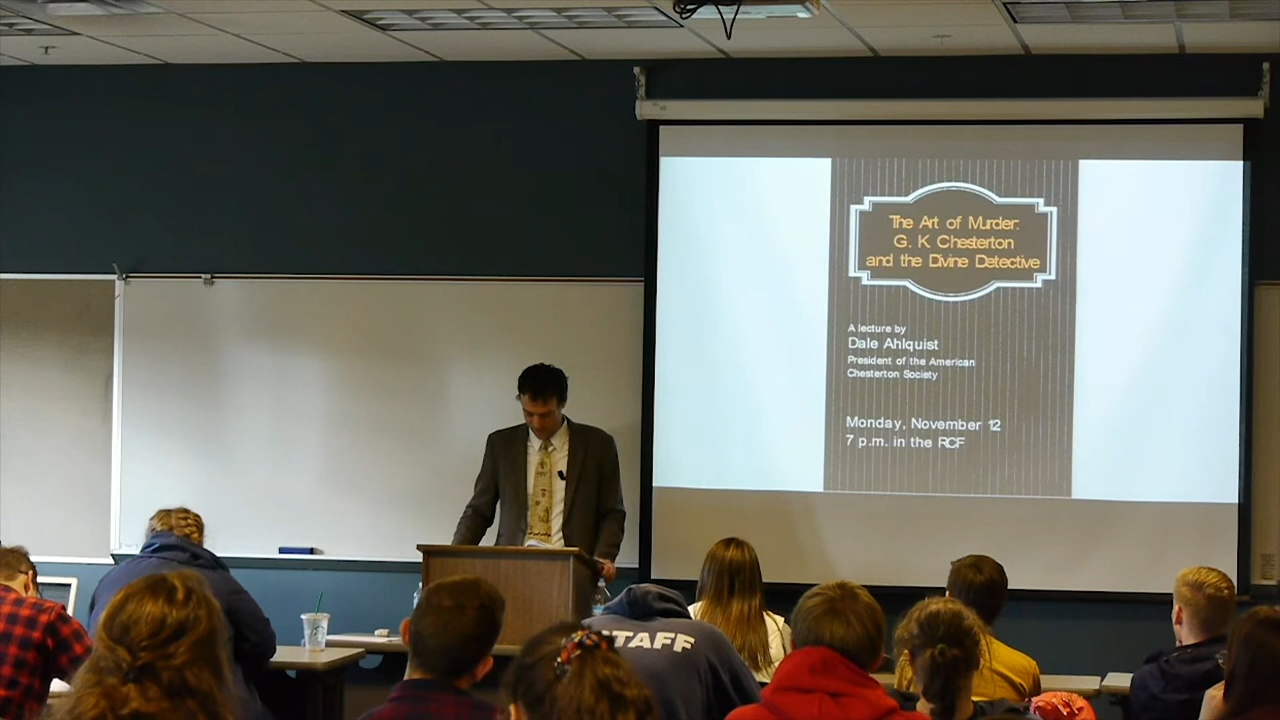 The Art of Murder:
G. K. Chesterton
and the Divine Detective
A lecture by
Dale Ahlquist
President of the American
Chesterton Society
Monday, November 12
7 p.m. in the RCF
STAFF